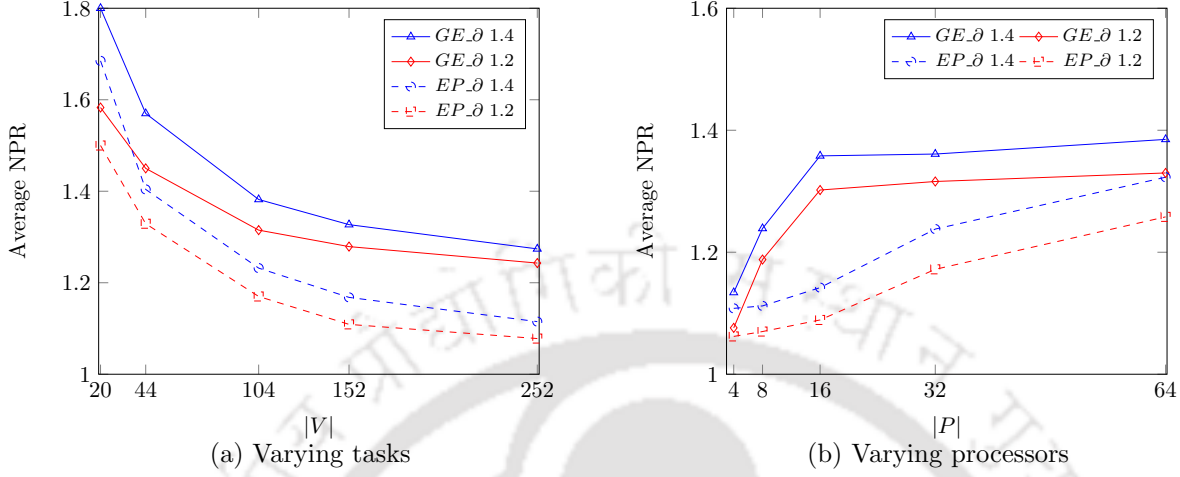 1.8
1.6
1.4
1.2
1
Average NPR
20 44 104 152 252
|V|
GE_∂ 1.4
GE_∂ 1.2
EP_∂ 1.4
EP_∂ 1.2
(a) Varying tasks
1.6
1.4
1.2
1
Average NPR
4 8 16 32 64
|P|
GE_∂ 1.4 GE_∂ 1.2
EP_∂ 1.4 EP_∂ 1.2
(b) Varying processors